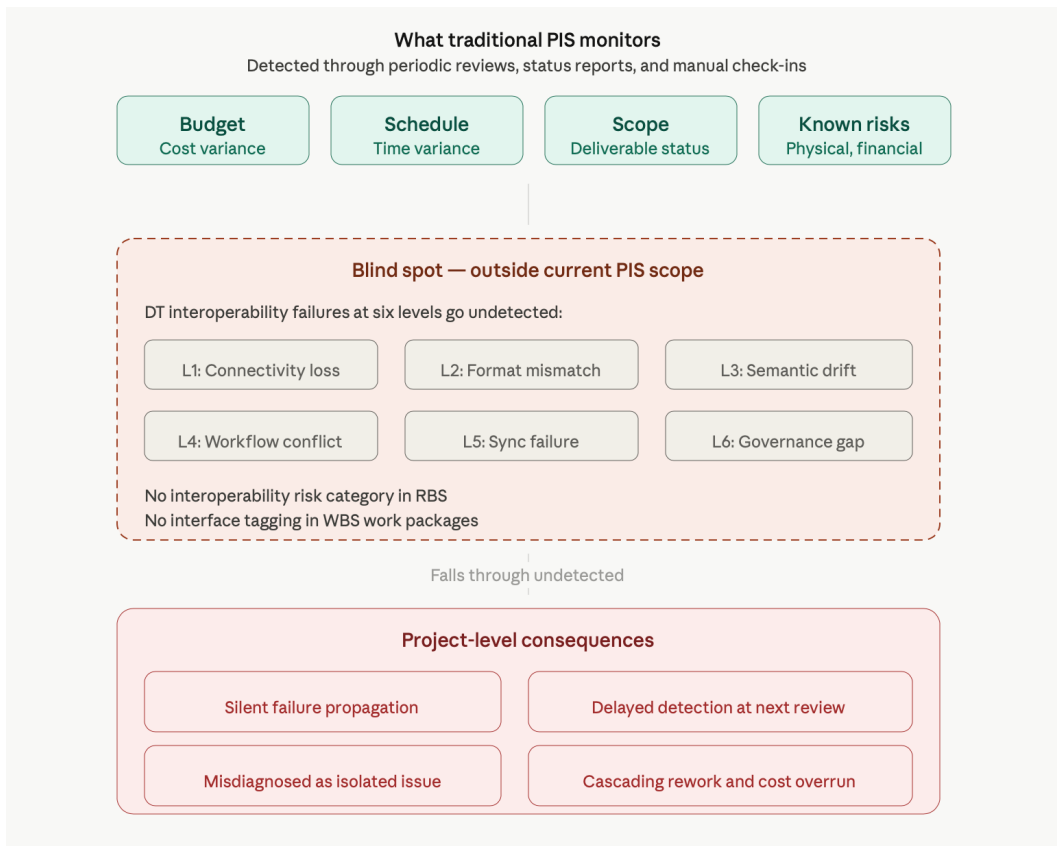 What traditional PIS monitors
Detected through periodic reviews, status reports, and manual check-ins
Budget
Cost variance
Schedule
Time variance
Scope
Deliverable status
Known risks
Physical, financial
Blind spot — outside current PIS scope
DT interoperability failures at six levels go undetected:
L1: Connectivity loss
L2: Format mismatch
L3: Semantic drift
L4: Workflow conflict
L5: Sync failure
L6: Governance gap
No interoperability risk category in RBS
No interface tagging in WBS work packages
Falls through undetected
Project-level consequences
Silent failure propagation
Delayed detection at next review
Misdiagnosed as isolated issue
Cascading rework and cost overrun